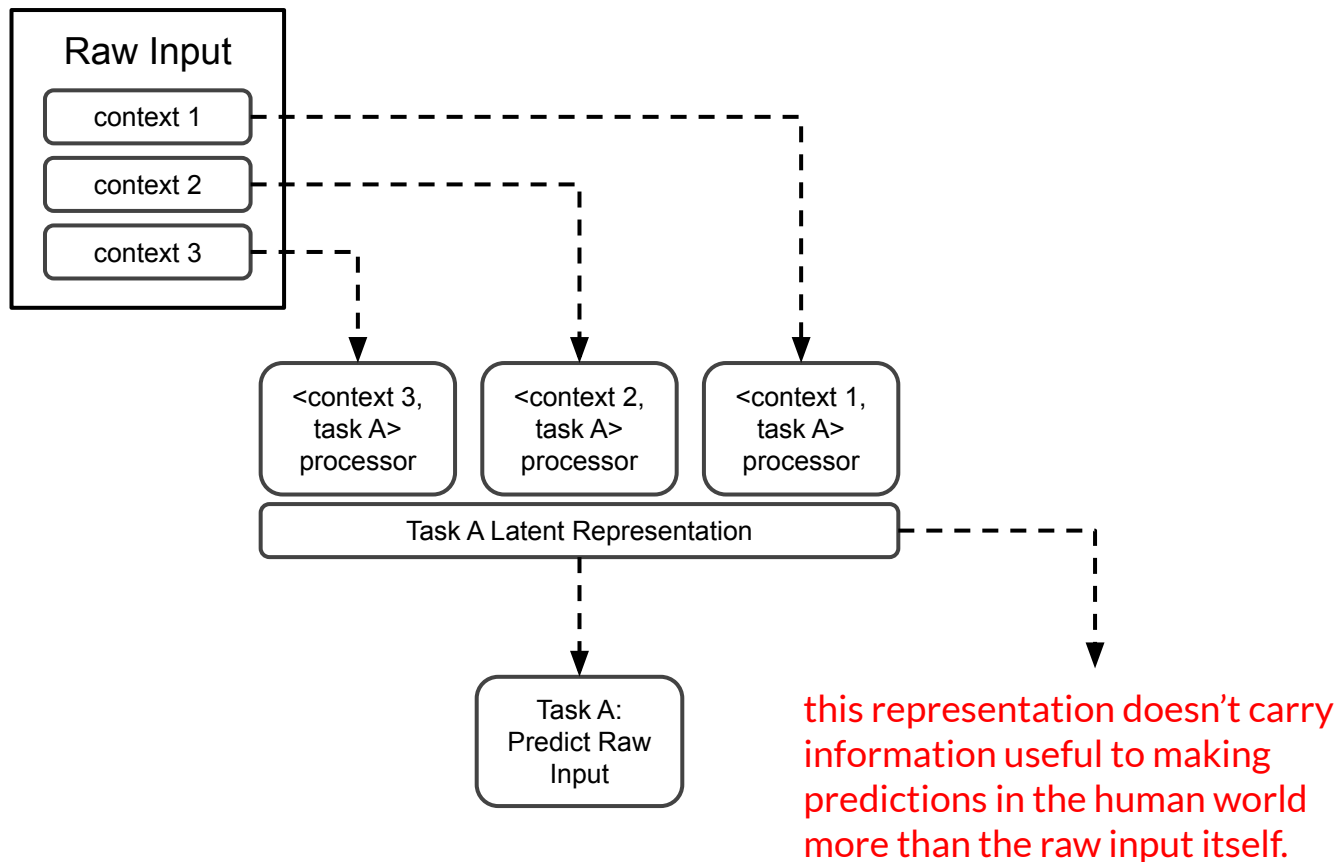 Raw Input
context 1
context 2
context 3
<context 3,
task A>
processor
<context 2,
task A>
processor
<context 1,
task A>
processor
Task A Latent Representation
Task A:
Predict Raw
Input
this representation doesn’t carry
information useful to making
predictions in the human world
more than the raw input itself.